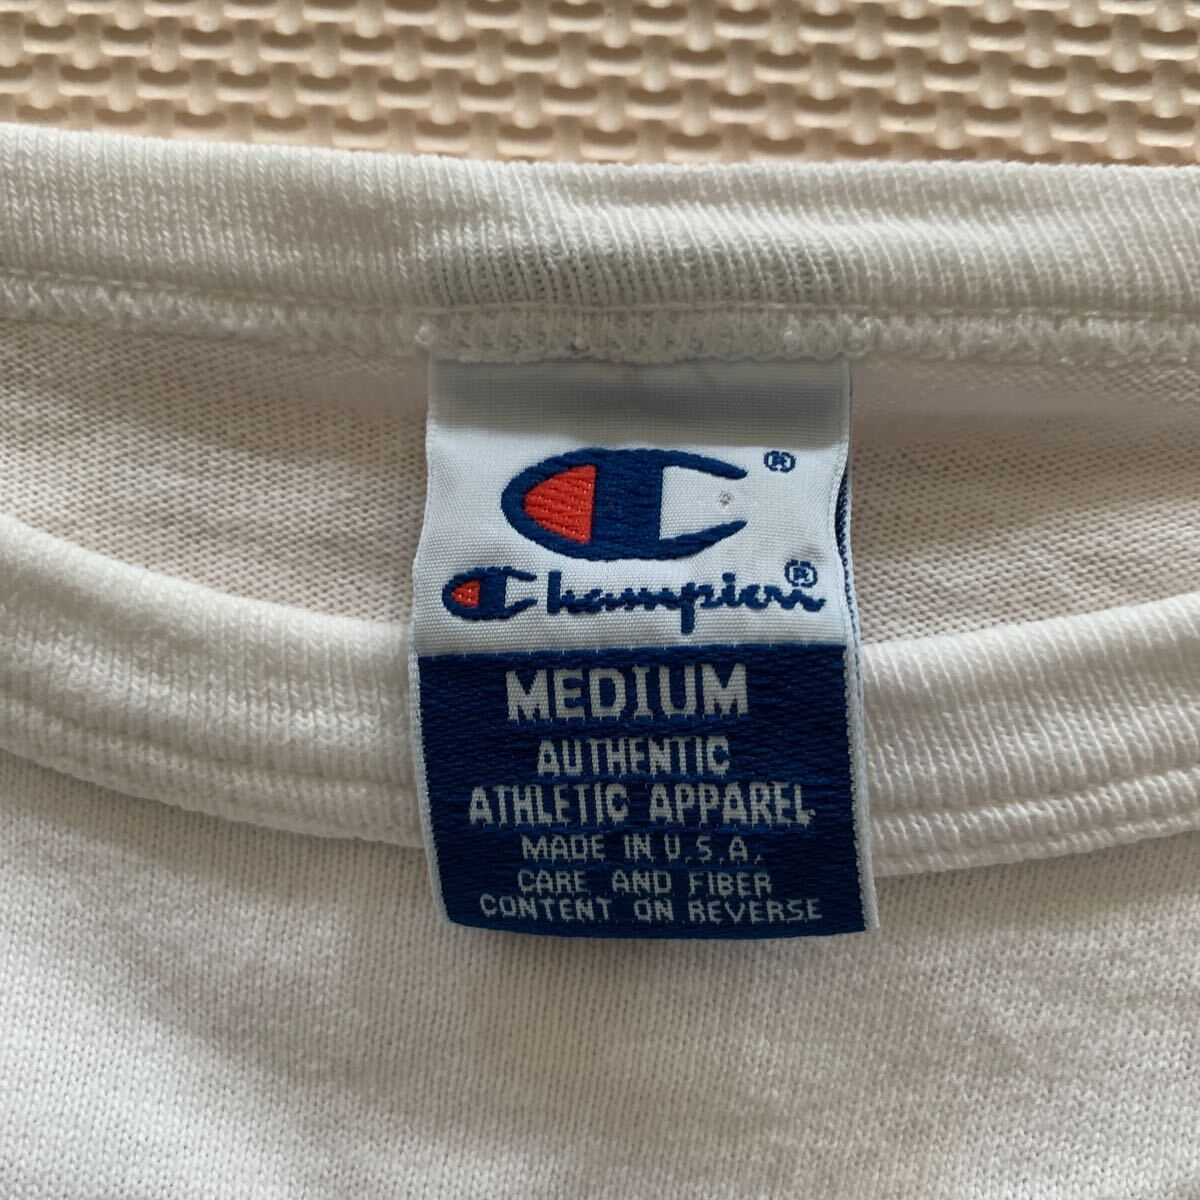 ®
Champion®
MEDIUM
AUTHENTIC
ATHLETIC APPAREL
MADE IN U.S.A.
CARE AND FIBER
CONTENT ON REVERSE